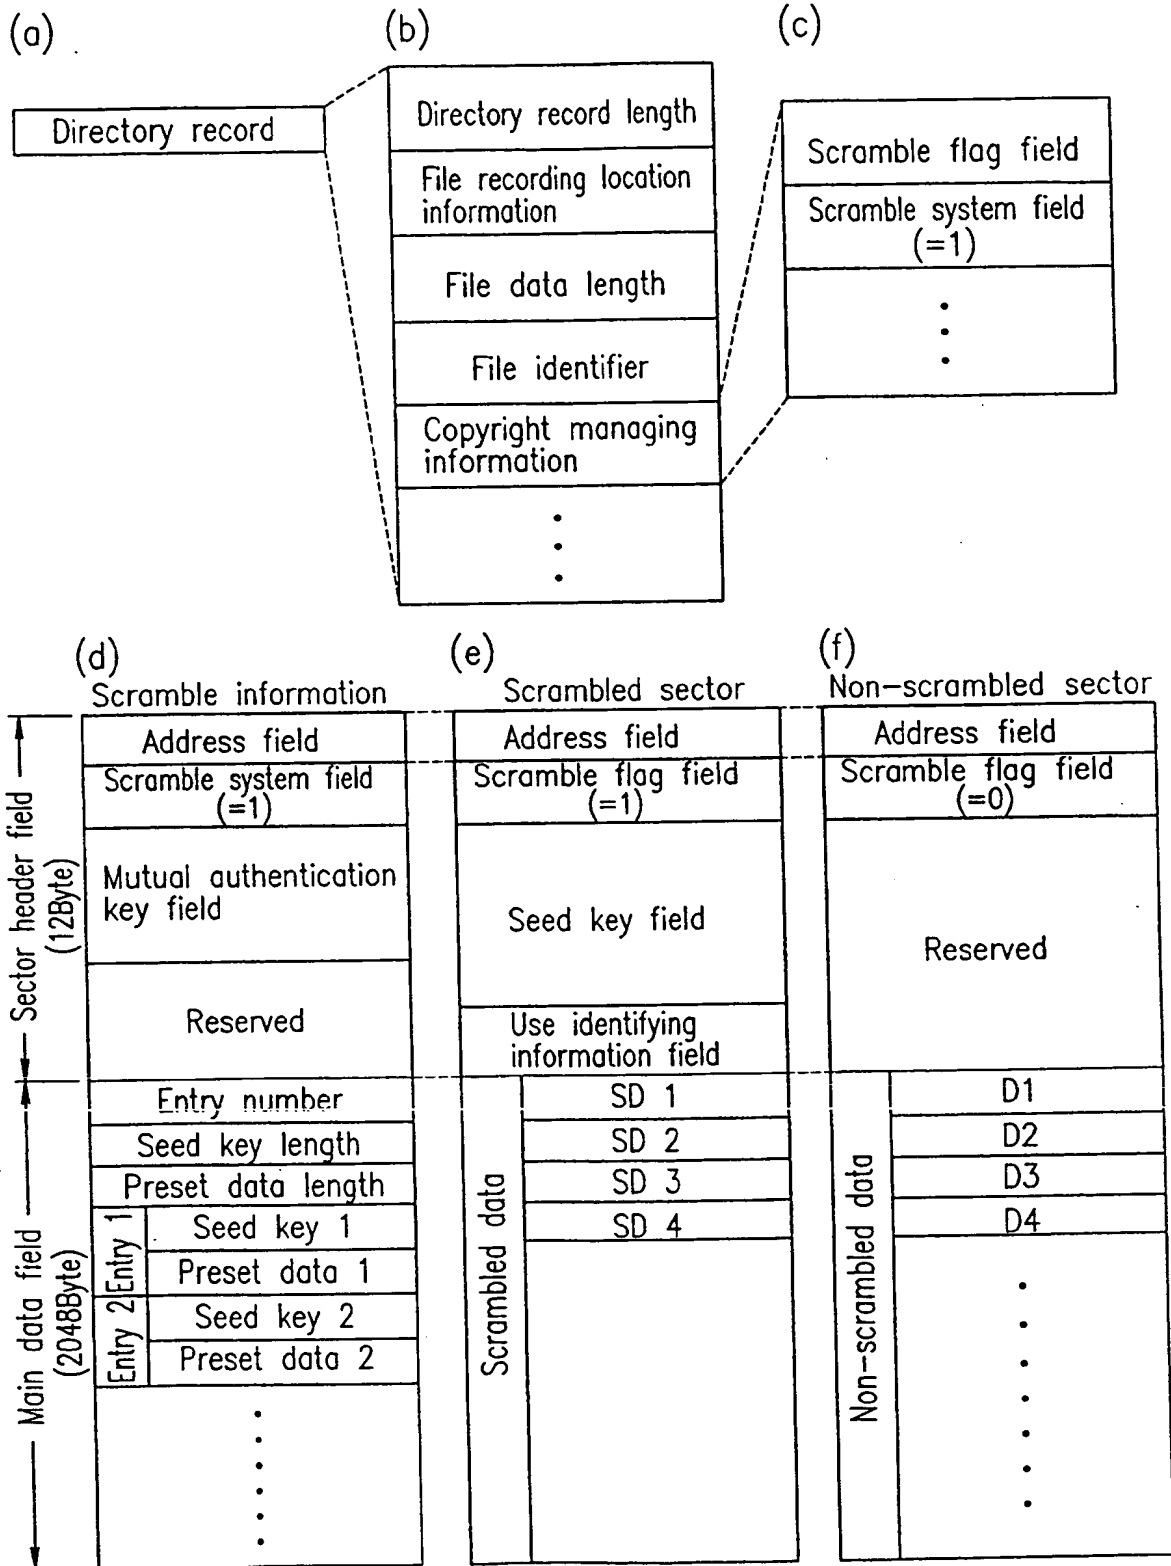 (a)
Directory record
(b)
Directory record length
File recording location
information
File data length
File identifier
Copyright managing
information
(c)
Scramble flag field
Scramble system field
(=1)
(d)
Scramble information
Address field
Scramble system field
(=1)
Mutual authentication
key field
Reserved
Entry number
Seed key length
Preset data length
Entry 1
Seed key 1
Preset data 1
Entry 2
Seed key 2
Preset data 2
Sector header field
(12Byte)
Main data field
(2048Byte)
(e)
Scrambled sector
Address field
Scramble flag field
(=1)
Seed key field
Use identifying
information field
Scrambled data
SD 1
SD 2
SD 3
SD 4
(f)
Non-scrambled sector
Address field
Scramble flag field
(=0)
Reserved
Non-scrambled data
D1
D2
D3
D4